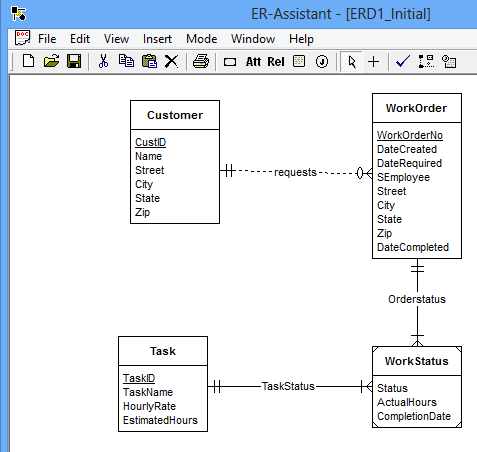 ER-Assistant - [ERD1_Initial]
File Edit View Insert Mode Window Help
Att Rel J
Customer
CustID
Name
Street
City
State
Zip
requests
WorkOrder
WorkOrderNo
DateCreated
DateRequired
SEmployee
Street
City
State
Zip
DateCompleted
Orderstatus
Task
TaskID
TaskName
HourlyRate
EstimatedHours
TaskStatus
WorkStatus
Status
ActualHours
CompletionDate